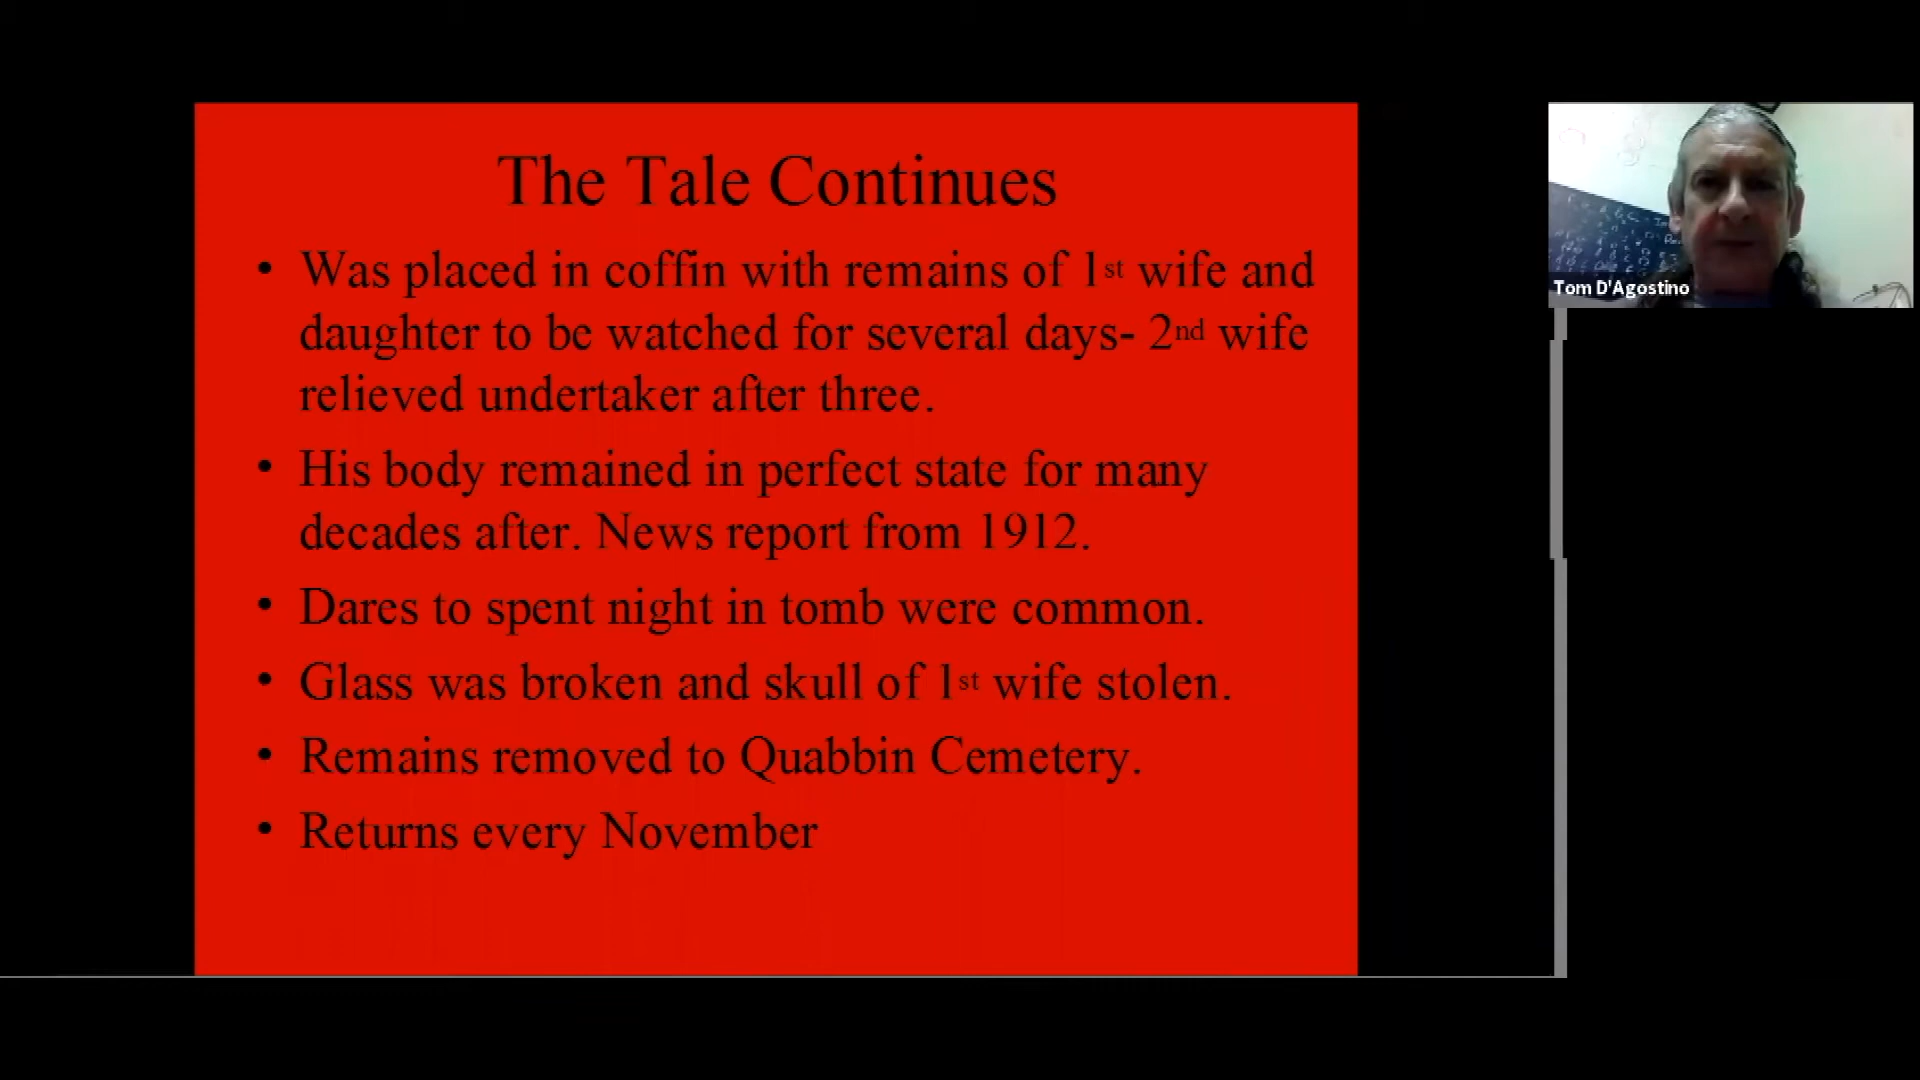 The Tale Continues
• Was placed in coffin with remains of 1st wife and
daughter to be watched for several days- 2nd wife
relieved undertaker after three.
• His body remained in perfect state for many
decades after. News report from 1912.
• Dares to spent night in tomb were common.
• Glass was broken and skull of 1st wife stolen.
• Remains removed to Quabbin Cemetery.
• Returns every November
Tom D'Agostino